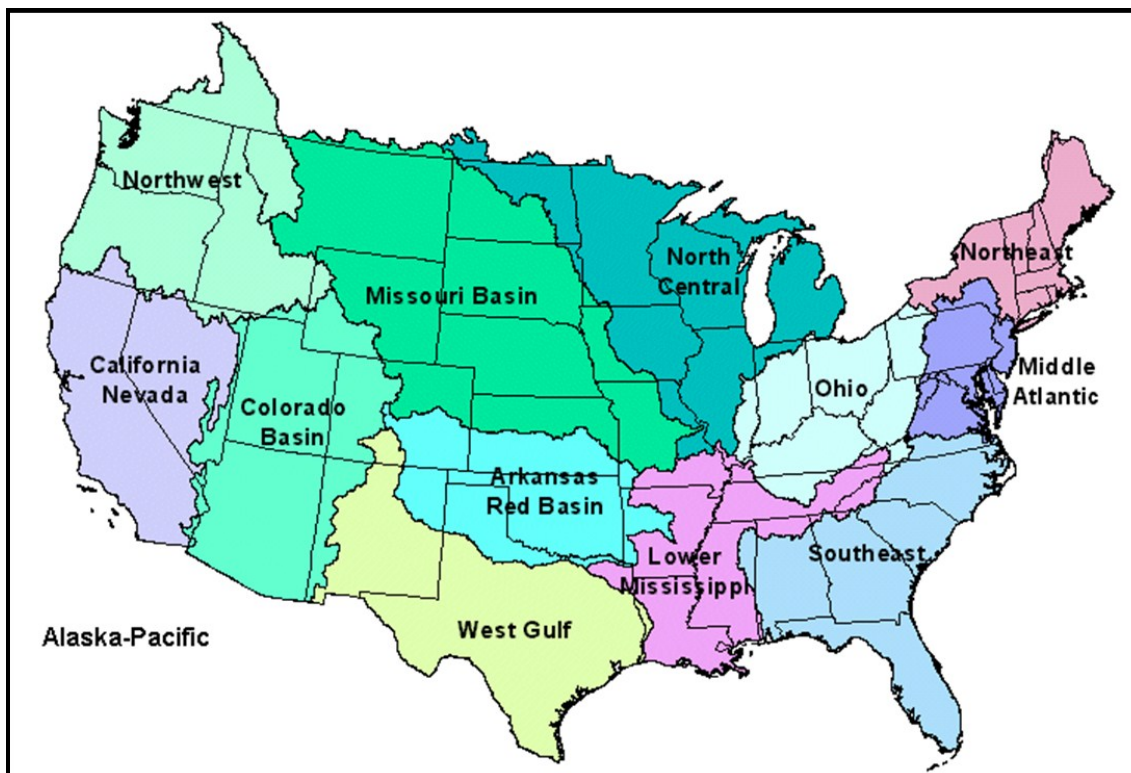 Northwest
Northeast
North
Central
Missouri Basin
California
Nevada
Colorado
Basin
Ohio
Middle
Atlantic
Arkansas
Red Basin
Lower
Mississippi
Southeast
West Gulf
Alaska-Pacific